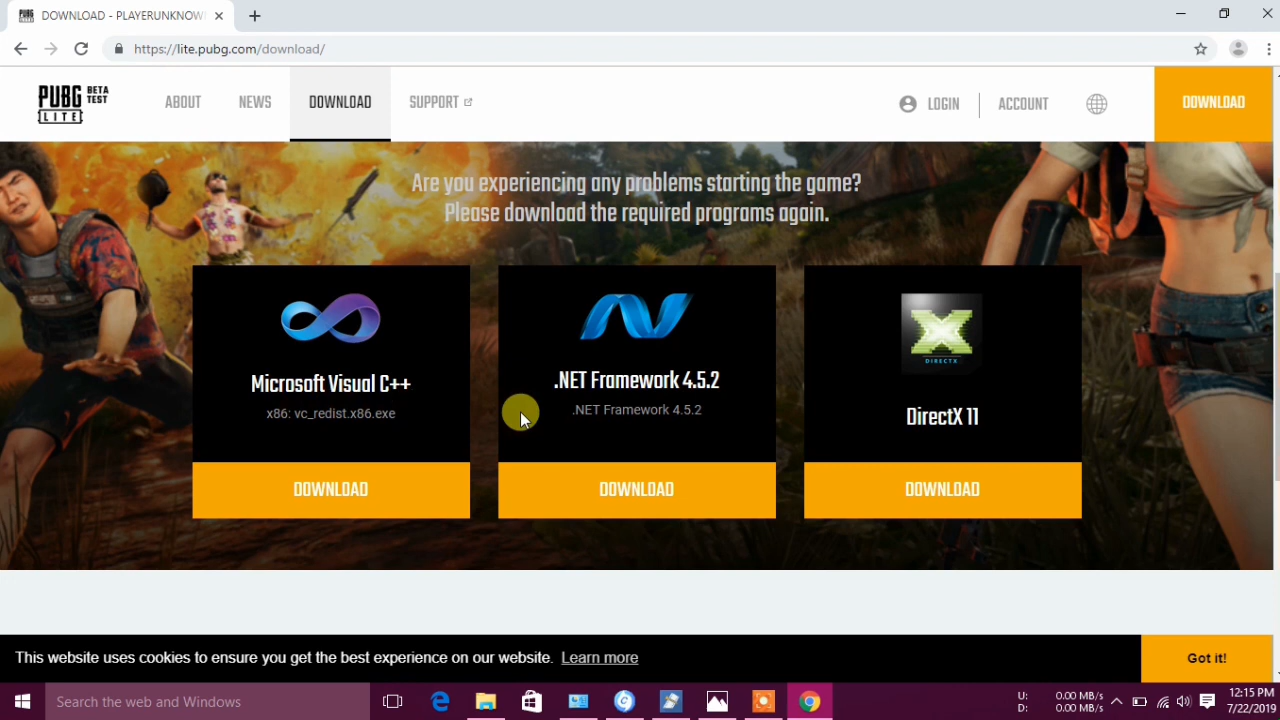 DOWNLOAD - PLAYERUNKNOW
https://lite.pubg.com/download/
PUBG BETA TEST
LITE
ABOUT
NEWS
DOWNLOAD
SUPPORT
LOGIN
ACCOUNT
DOWNLOAD
Are you experiencing any problems starting the game?
Please download the required programs again.
Microsoft Visual C++
x86: vc_redist.x86.exe
DOWNLOAD
.NET Framework 4.5.2
.NET Framework 4.5.2
DOWNLOAD
DIRECTX
DirectX 11
DOWNLOAD
This website uses cookies to ensure you get the best experience on our website. Learn more
Got it!
Search the web and Windows
U: 0.00 MB/s
D: 0.00 MB/s
12:15 PM
7/22/2019